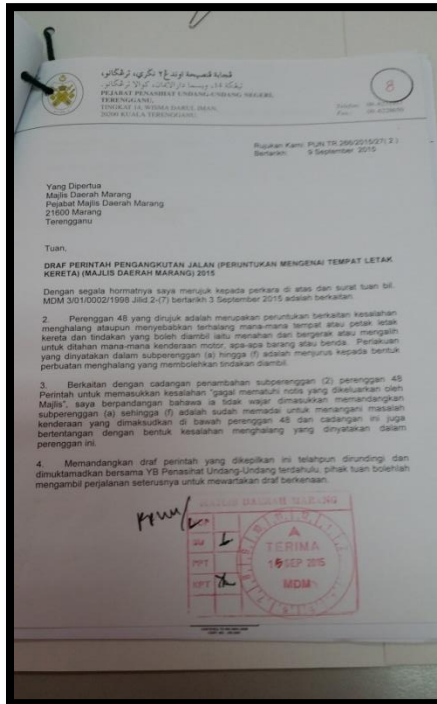 PEJABAT PENASIHAT UNDANG-UNDANG NEGERI,
TERENGGANU,
TINGKAT 14, WISMA DARUL IMAN,
20200 KUALA TERENGGANU
8
Rujukan Kami: PUN.TR.266/2015/27( 2 )
Bertarikh: 9 September 2015
Yang Dipertua
Majlis Daerah Marang
Pejabat Majlis Daerah Marang
21600 Marang
Terengganu
Tuan,
DRAF PERINTAH PENGANGKUTAN JALAN (PERUNTUKAN MENGENAI TEMPAT LETAK
KERETA) (MAJLIS DAERAH MARANG) 2015
Dengan segala hormatnya saya merujuk kepada perkara di atas dan surat tuan bil.
MDM 3/01/0002/1998 Jilid.2-(7) bertarikh 3 September 2015 adalah berkaitan.
2. Perenggan 48 yang dirujuk adalah merupakan peruntukan berkaitan kesalahan
menghalang ataupun menyebabkan terhalang mana-mana tempat atau petak letak
kereta dan tindakan yang boleh diambil iaitu menahan dan bergerak atau mengalih
untuk ditahan mana-mana kenderaan motor, apa-apa barang atau benda. Perlakuan
yang dinyatakan dalam subperenggan (a) hingga (f) adalah menjurus kepada bentuk
perbuatan menghalang yang membolehkan tindakan diambil.
3. Berkaitan dengan cadangan penambahan subperenggan (2) perenggan 48
Perintah untuk memasukkan kesalahan "gagal mematuhi notis yang dikeluarkan oleh
Majlis", saya berpandangan bahawa ia tidak wajar dimasukkan memandangkan
subperenggan (a) sehingga (f) adalah sudah memadai untuk menangani masalah
kenderaan yang dimaksudkan di bawah perenggan 48 dan cadangan ini juga
bertentangan dengan bentuk kesalahan menghalang yang dinyatakan dalam
perenggan ini.
4. Memandangkan draf perintah yang dikepilkan ini telahpun dirundingi dan
dimuktamadkan bersama YB Penasihat Undang-Undang terdahulu, pihak tuan bolehlah
mengambil perjalanan seterusnya untuk mewartakan draf berkenaan.
MAJLIS DAERAH MARANG
TERIMA
SEP 2015
MDM